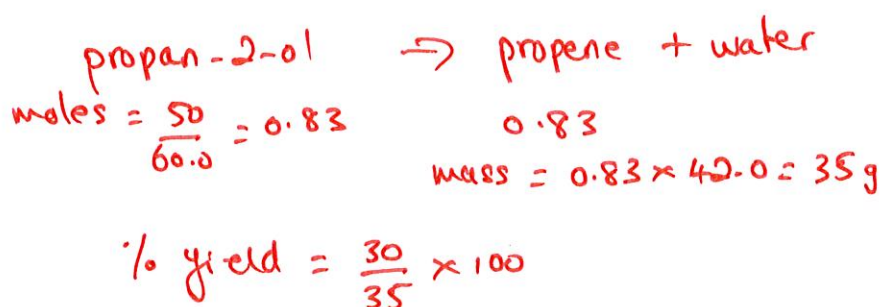 propan-2-ol → propene + water
moles = 50/60.0 = 0.83 0.83
mass = 0.83 × 42.0 = 35 g
% yield = 30/35 × 100